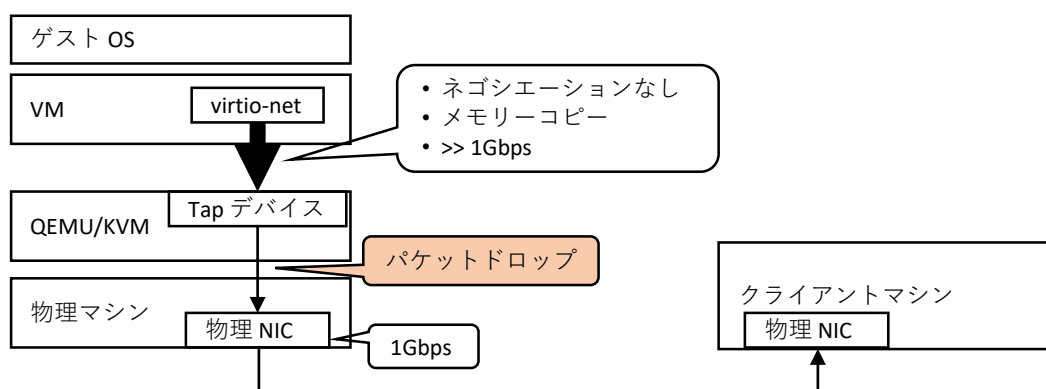 ゲスト OS
VM
virtio-net
• ネゴシエーションなし
• メモリーコピー
• >> 1Gbps
Tap デバイス
QEMU/KVM
パケットドロップ
物理マシン
物理 NIC
1Gbps
クライアントマシン
物理 NIC